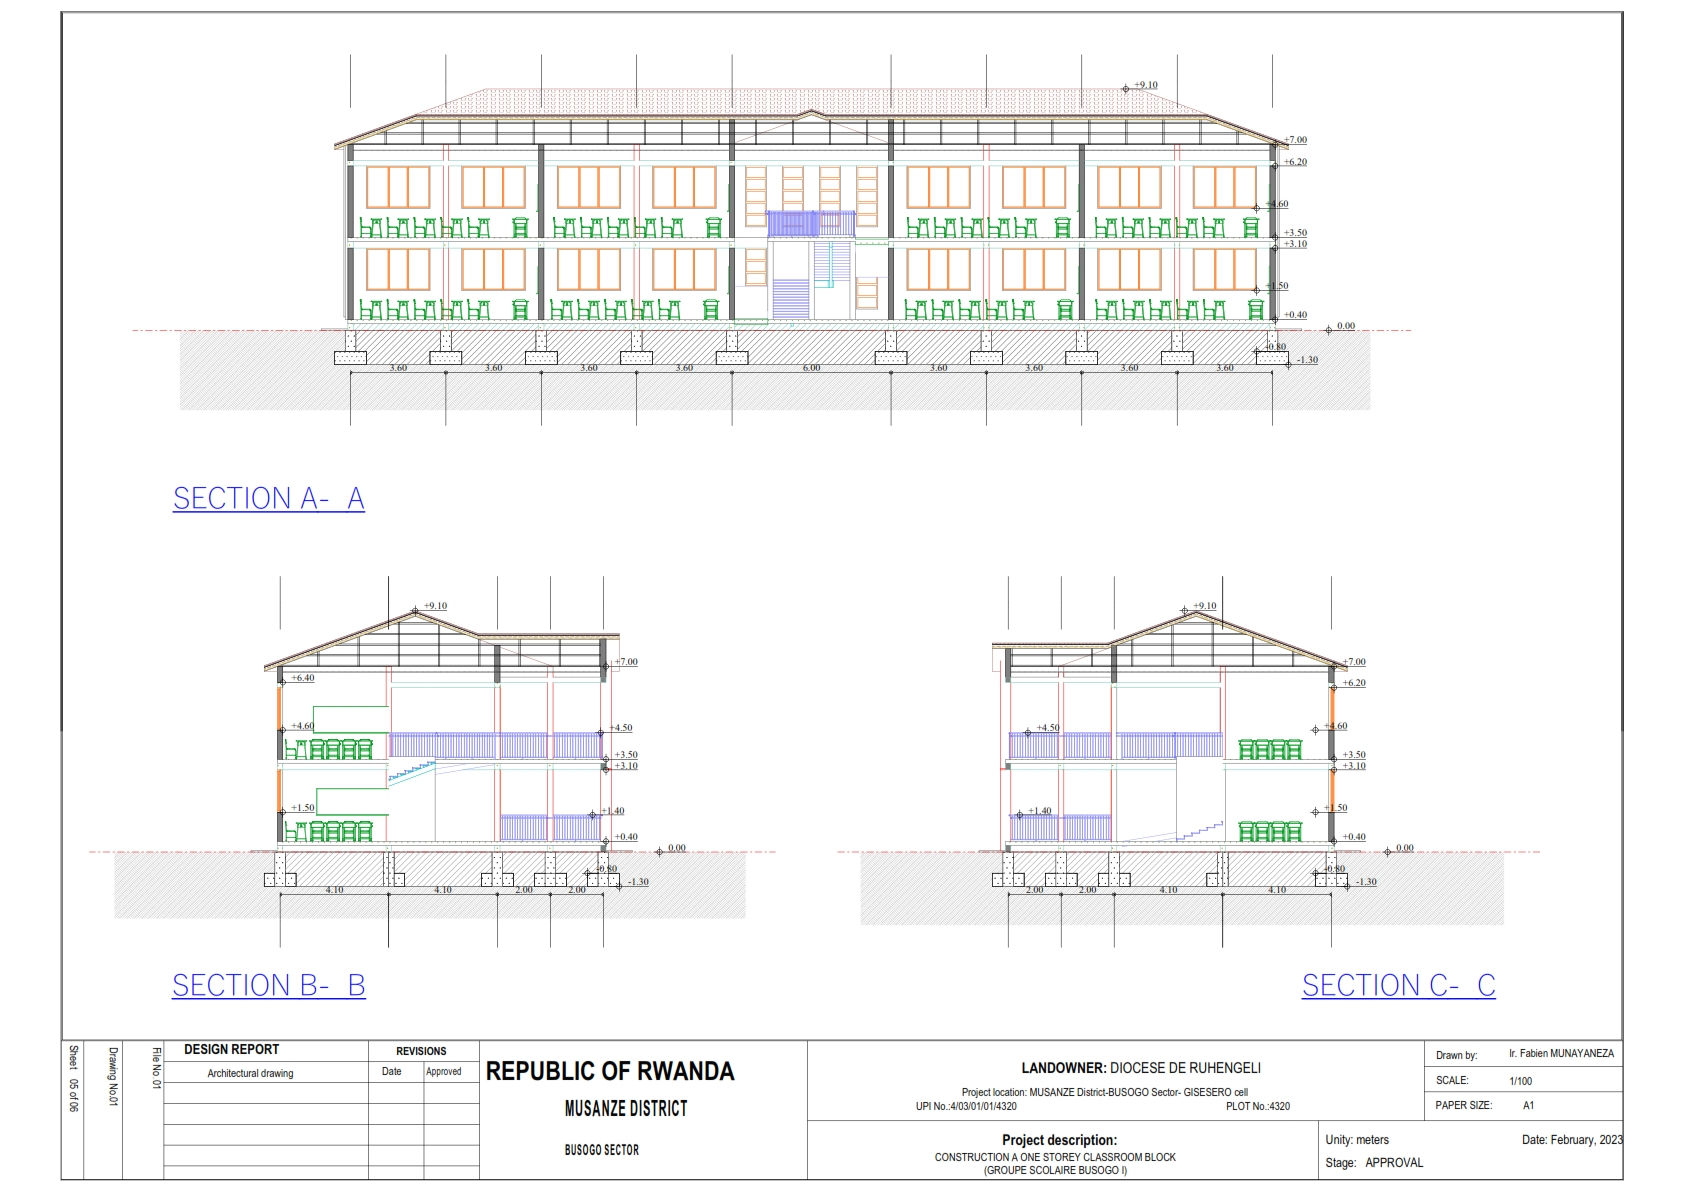 +9.10
+7.00
+6.20
+4.60
+3.50
+3.10
+1.50
+0.40
0.00
-0.80
-1.30
3.60 3.60 3.60 3.60 6.00 3.60 3.60 3.60 3.60
SECTION A- A
+9.10
+7.00
+6.40
+4.60
+4.50
+3.50
+3.10
+1.50
+1.40
+0.40
0.00
-0.80
-1.30
4.10 4.10 2.00 2.00
SECTION B- B
+9.10
+7.00
+6.20
+4.60
+4.50
+3.50
+3.10
+1.50
+1.40
+0.40
0.00
-0.80
-1.30
2.00 2.00 4.10 4.10
SECTION C- C
Sheet 05 of 06
Drawing No.01
File No 01
DESIGN REPORT
Architectural drawing
REVISIONS
Date Approved
REPUBLIC OF RWANDA
MUSANZE DISTRICT
BUSOGO SECTOR
LANDOWNER: DIOCESE DE RUHENGELI
Project location: MUSANZE District-BUSOGO Sector- GISESERO cell
UPI No.:4/03/01/01/4320 PLOT No.:4320
Project description:
CONSTRUCTION A ONE STOREY CLASSROOM BLOCK
(GROUPE SCOLAIRE BUSOGO I)
Drawn by: Ir. Fabien MUNAYANEZA
SCALE: 1/100
PAPER SIZE: A1
Unity: meters Date: February, 2023
Stage: APPROVAL